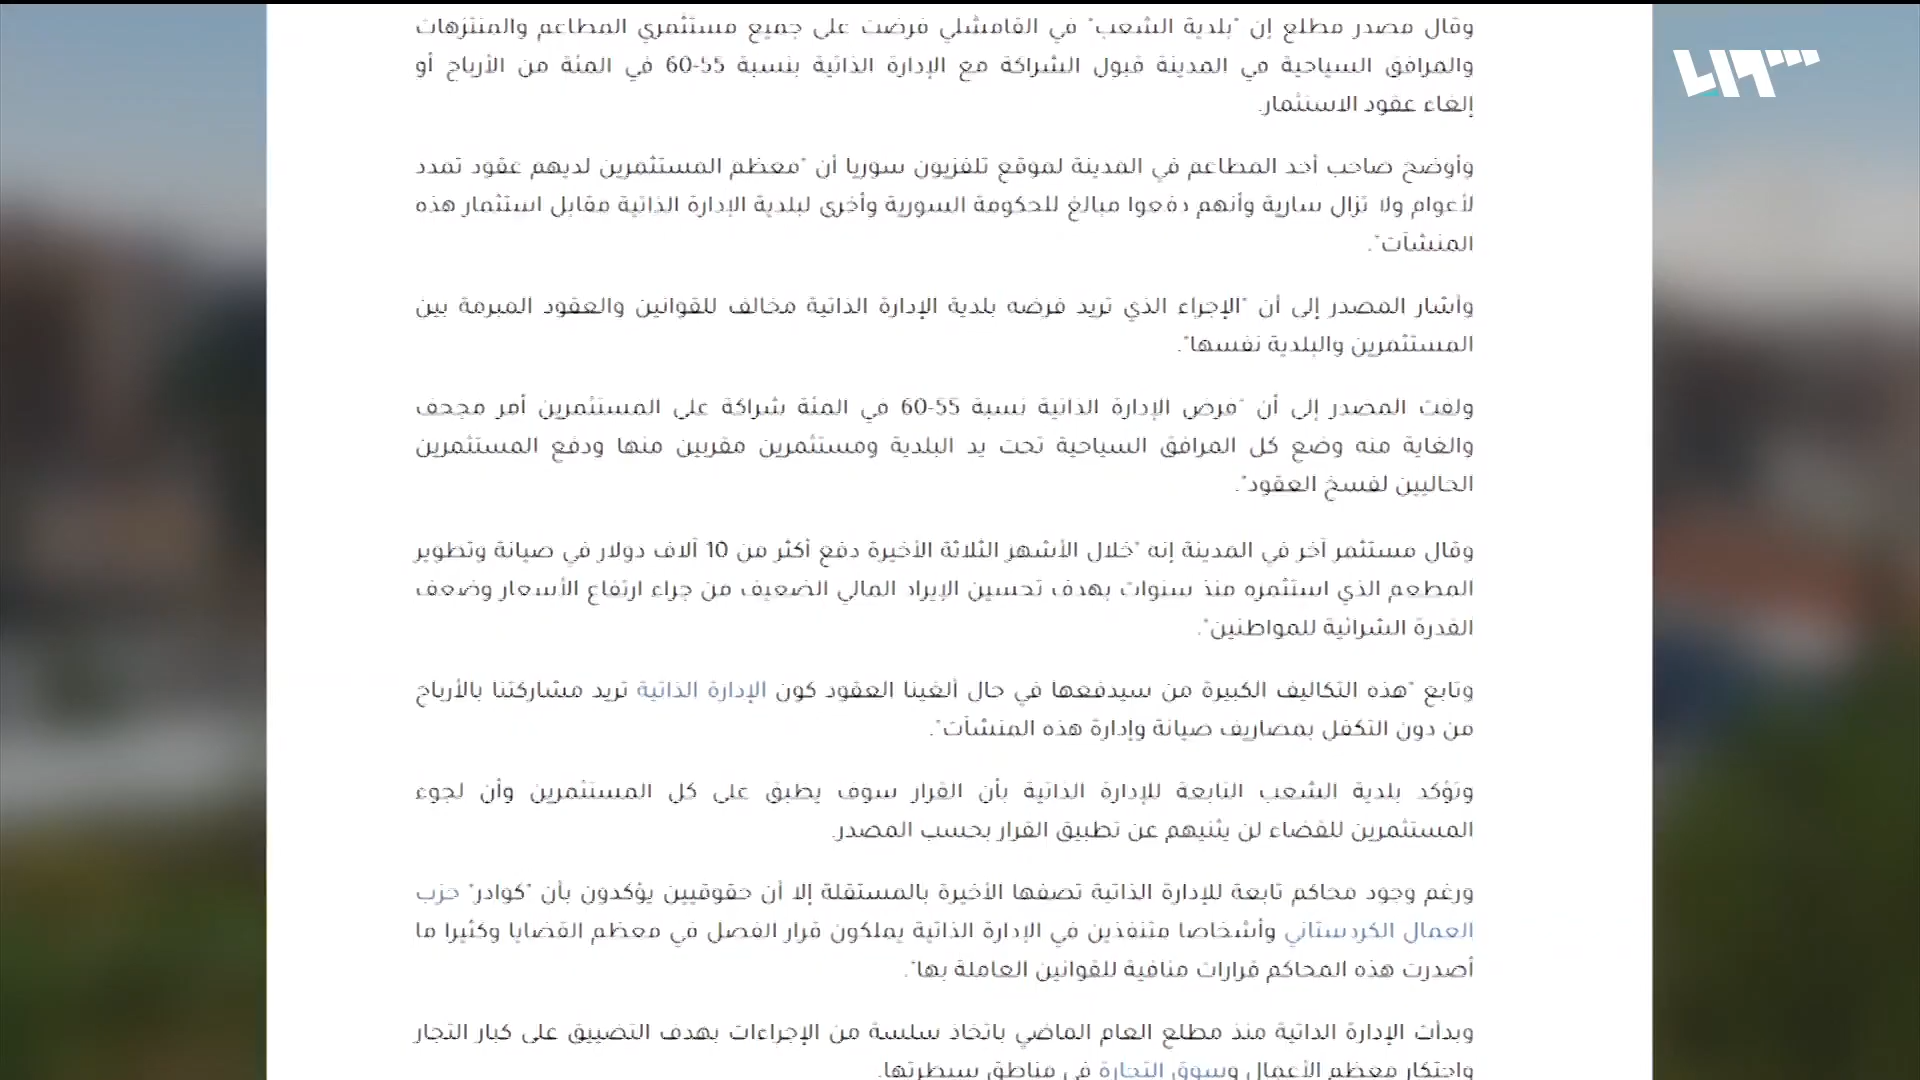 وقال مصدر مطلع إن "بلدية الشعب" في القامشلي فرضت على جميع مستثمري المطاعم والمنتزهات
والمرافق السياحية في المدينة قبول الشراكة مع الإدارة الذاتية بنسبة 55-60 في المئة من الأرباح أو
إلغاء عقود الاستثمار.
وأوضح صاحب أحد المطاعم في المدينة لموقع تلفزيون سوريا أن "معظم المستثمرين لديهم عقود تمدد
لأعوام ولا تزال سارية وأنهم دفعوا مبالغ للحكومة السورية وأخرى لبلدية الإدارة الذاتية مقابل استثمار هذه
المنشآت".
وأشار المصدر إلى أن "الإجراء الذي تريد فرضه بلدية الإدارة الذاتية مخالف للقوانين والعقود المبرمة بين
المستثمرين والبلدية نفسها".
ولفت المصدر إلى أن "فرض الإدارة الذاتية نسبة 55-60 في المئة شراكة على المستثمرين أمر مجحف
والغاية منه وضع كل المرافق السياحية تحت يد البلدية ومستثمرين مقربين منها ودفع المستثمرين
الحاليين لفسخ العقود".
وقال مستثمر آخر في المدينة إنه "خلال الأشهر الثلاثة الأخيرة دفع أكثر من 10 آلاف دولار في صيانة وتطوير
المطعم الذي استثمره منذ سنوات بهدف تحسين الإيراد المالي الضعيف من جراء ارتفاع الأسعار وضعف
القدرة الشرائية للمواطنين".
وتابع "هذه التكاليف الكبيرة من سيدفعها في حال ألغينا العقود كون الإدارة الذاتية تريد مشاركتنا بالأرباح
من دون التكفل بمصاريف صيانة وإدارة هذه المنشآت".
وتؤكد بلدية الشعب التابعة للإدارة الذاتية بأن القرار سوف يطبق على كل المستثمرين وأن لجوء
المستثمرين للقضاء لن يثنيهم عن تطبيق القرار بحسب المصدر.
ورغم وجود محاكم تابعة للإدارة الذاتية تصفها الأخيرة بالمستقلة إلا أن حقوقيين يؤكدون بأن "كوادر" حزب
العمال الكردستاني وأشخاصا متنفذين في الإدارة الذاتية يملكون قرار الفصل في معظم القضايا وكثيرا ما
أصدرت هذه المحاكم قرارات منافية للقوانين العاملة بها".
وبدأت الإدارة الذاتية منذ مطلع العام الماضي باتخاذ سلسة من الإجراءات بهدف التضييق على كبار التجار
واحتكار معظم الأعمال وسوق التجارة في مناطق سيطرتها.